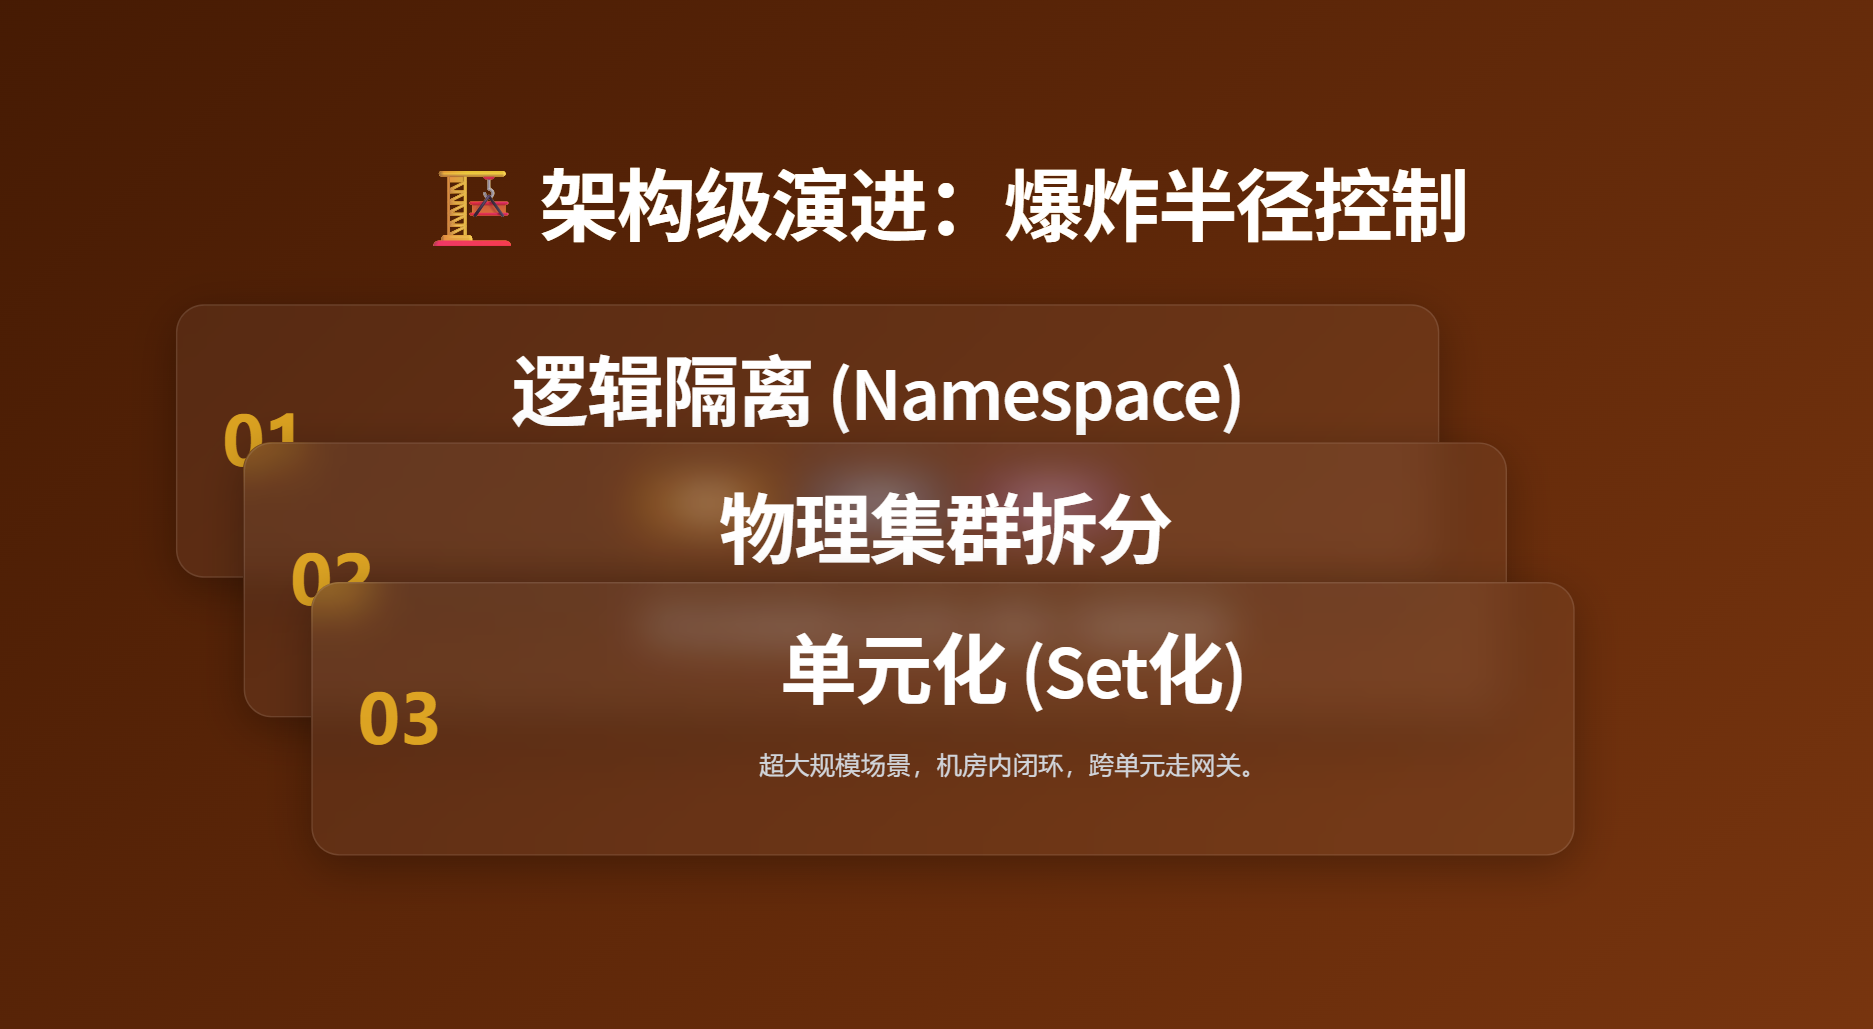 架构级演进：爆炸半径控制
逻辑隔离 (Namespace)
01
物理集群拆分
02
单元化 (Set化)
03
超大规模场景，机房内闭环，跨单元走网关。